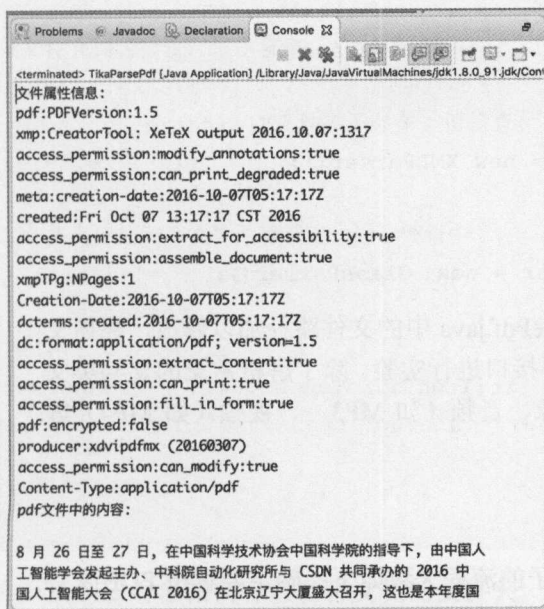 Problems @ Javadoc Declaration Console
<terminated> TikaParsePdf [Java Application] /Library/Java/JavaVirtualMachines/jdk1.8.0_91.jdk/Cont
文件属性信息:
pdf:PDFVersion:1.5
xmp:CreatorTool: XeTeX output 2016.10.07:1317
access_permission:modify_annotations:true
access_permission:can_print_degraded:true
meta:creation-date:2016-10-07T05:17:17Z
created:Fri Oct 07 13:17:17 CST 2016
access_permission:extract_for_accessibility:true
access_permission:assemble_document:true
xmpTPg:NPages:1
Creation-Date:2016-10-07T05:17:17Z
dcterms:created:2016-10-07T05:17:17Z
dc:format:application/pdf; version=1.5
access_permission:extract_content:true
access_permission:can_print:true
access_permission:fill_in_form:true
pdf:encrypted:false
producer:xdvipdfmx (20160307)
access_permission:can_modify:true
Content-Type:application/pdf
pdf文件中的内容:
8 月 26 日至 27 日, 在中国科学技术协会中国科学院的指导下, 由中国人
工智能学会发起主办、中科院自动化研究所与 CSDN 共同承办的 2016 中
国人工智能大会 (CCAI 2016) 在北京辽宁大厦盛大召开, 这也是本年度国